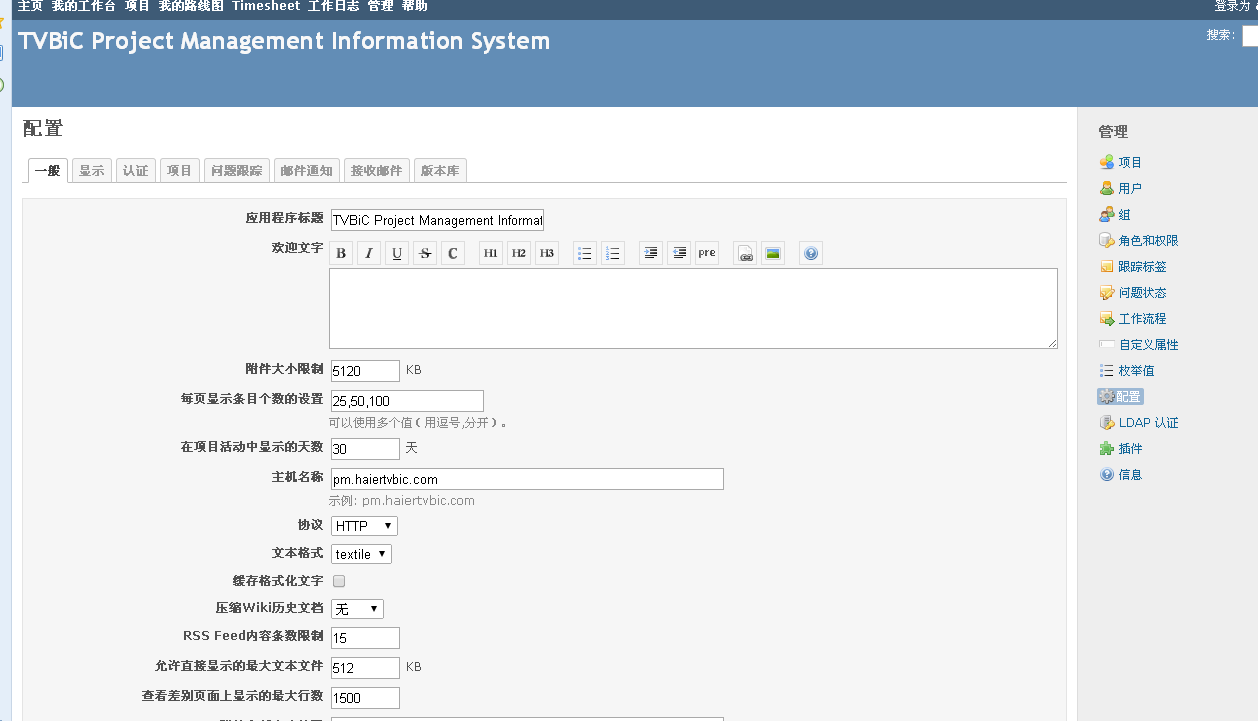 主页 我的工作台 项目 我的路线图 Timesheet 工作日志 管理 帮助
登录为
TVBiC Project Management Information System
搜索:
配置
一般 显示 认证 项目 问题跟踪 邮件通知 接收邮件 版本库
应用程序标题 TVBiC Project Management Informat
欢迎文字 B I U S C H1 H2 H3 pre
附件大小限制 5120 KB
每页显示条目个数的设置 25,50,100
可以使用多个值(用逗号,分开)。
在项目活动中显示的天数 30 天
主机名称 pm.haiertvbic.com
示例: pm.haiertvbic.com
协议 HTTP
文本格式 textile
缓存格式化文字
压缩Wiki历史文档 无
RSS Feed内容条数限制 15
允许直接显示的最大文本文件 512 KB
查看差别页面上显示的最大行数 1500
管理
项目
用户
组
角色和权限
跟踪标签
问题状态
工作流程
自定义属性
枚举值
配置
LDAP 认证
插件
信息